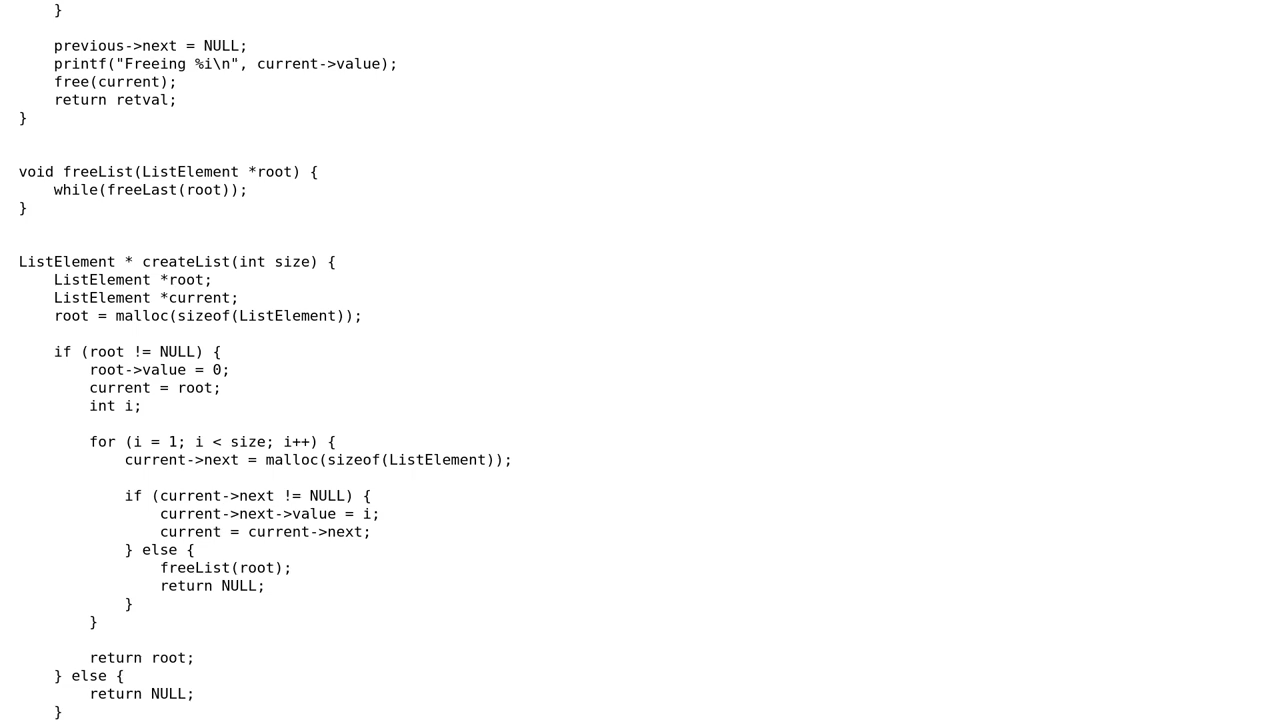 }

    previous->next = NULL;
    printf("Freeing %i\n", current->value);
    free(current);
    return retval;
}


void freeList(ListElement *root) {
    while(freeLast(root));
}


ListElement * createList(int size) {
    ListElement *root;
    ListElement *current;
    root = malloc(sizeof(ListElement));

    if (root != NULL) {
        root->value = 0;
        current = root;
        int i;

        for (i = 1; i < size; i++) {
            current->next = malloc(sizeof(ListElement));

            if (current->next != NULL) {
                current->next->value = i;
                current = current->next;
            } else {
                freeList(root);
                return NULL;
            }
        }

        return root;
    } else {
        return NULL;
    }